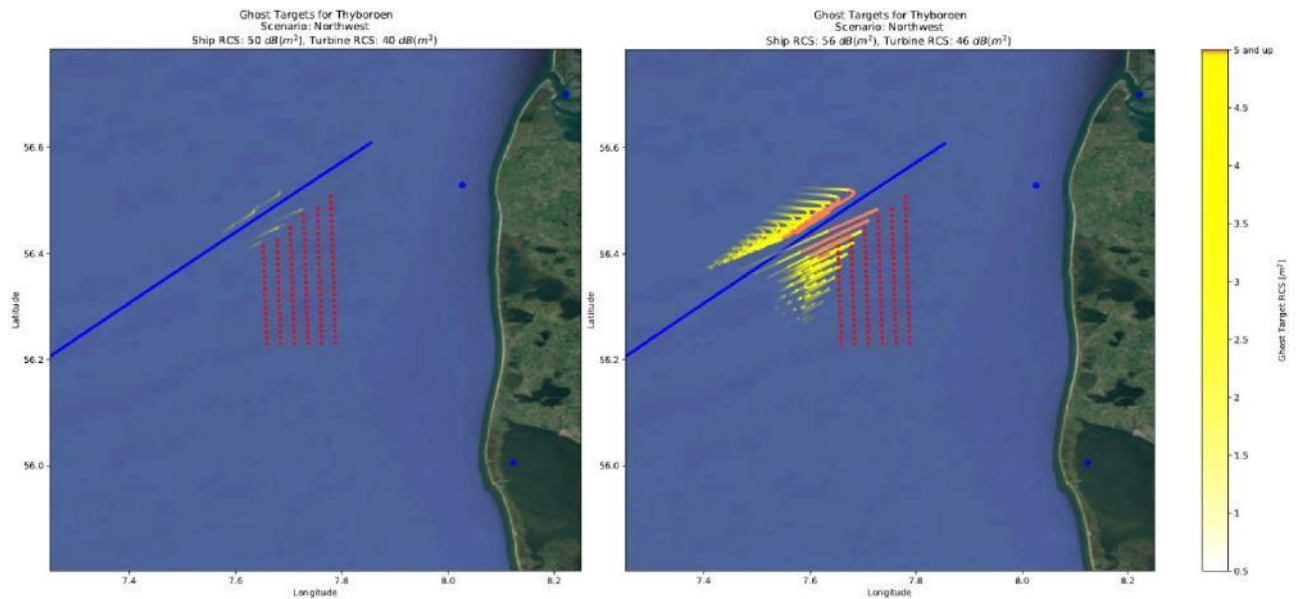 Ghost Targets for Thyboroen
Scenario: Northwest
Ship RCS: 50 dB(m²), Turbine RCS: 40 dB(m²)
56.6
56.4
56.2
56.0
Latitude
7.4
7.6
7.8
8.0
8.2
Longitude
Ghost Targets for Thyboroen
Scenario: Northwest
Ship RCS: 56 dB(m²), Turbine RCS: 46 dB(m²)
56.6
56.4
56.2
56.0
Latitude
7.4
7.6
7.8
8.0
8.2
Longitude
5 and up
4.5
4
3.5
3
2.5
2
1.5
1
0.5
Ghost Target RCS [m²]